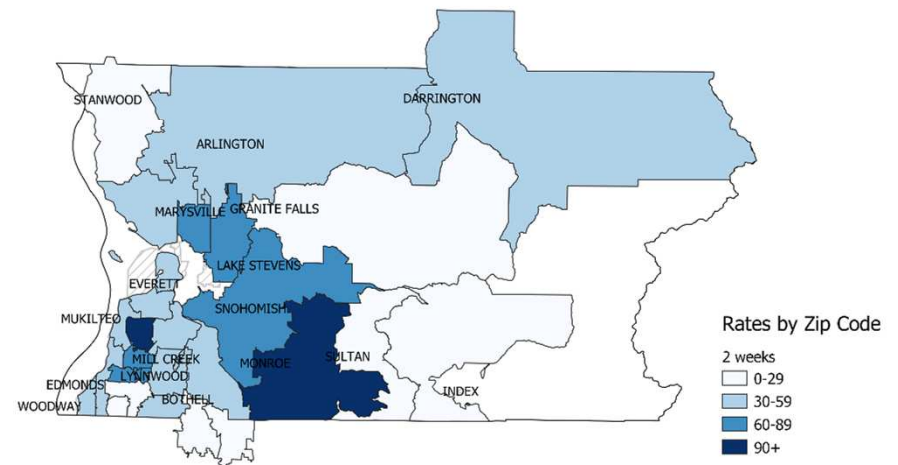 STANWOOD
DARRINGTON
ARLINGTON
MARYSVILLE
GRANITE FALLS
LAKE STEVENS
EVERETT
SNOHOMISH
MUKILTEO
MILL CREEK
MONROE
SULTAN
LYNNWOOD
EDMONDS
INDEX
WOODWAY
BOTHELL
Rates by Zip Code
2 weeks
0-29
30-59
60-89
90+